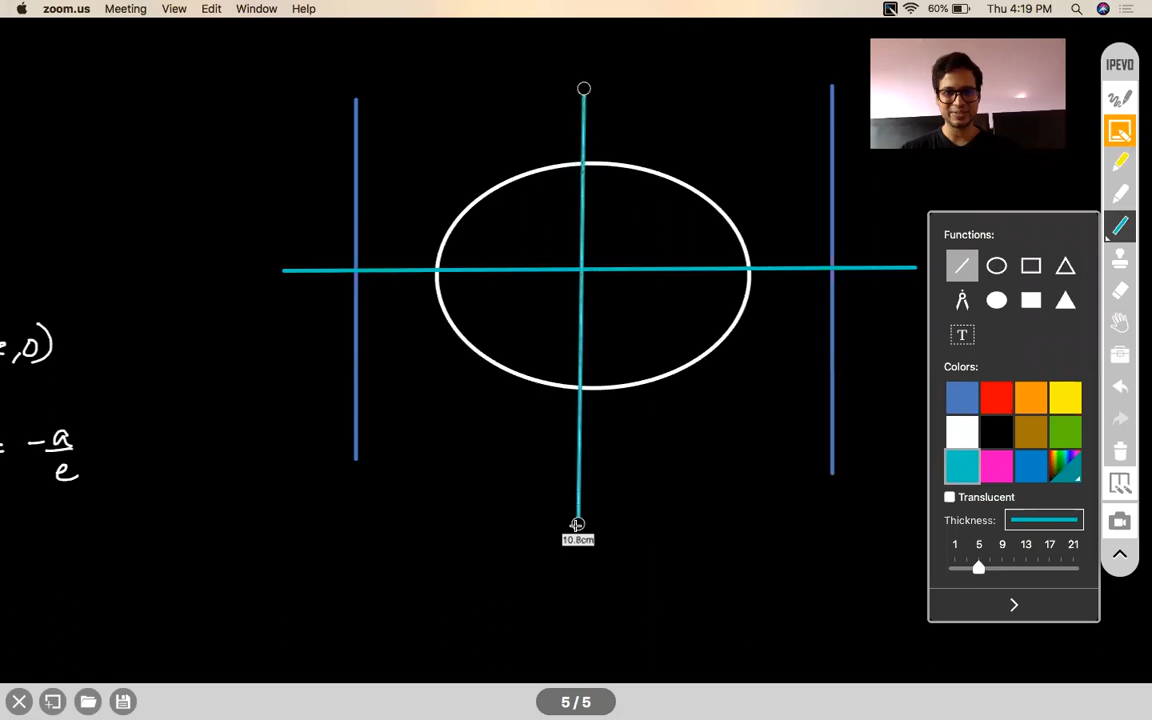 zoom.us Meeting View Edit Window Help
60% Thu 4:19 PM
IPEVO
,0)
= -a
e
10.8cm
Functions:
T
Colors:
Translucent
Thickness:
1 5 9 13 17 21
5 / 5